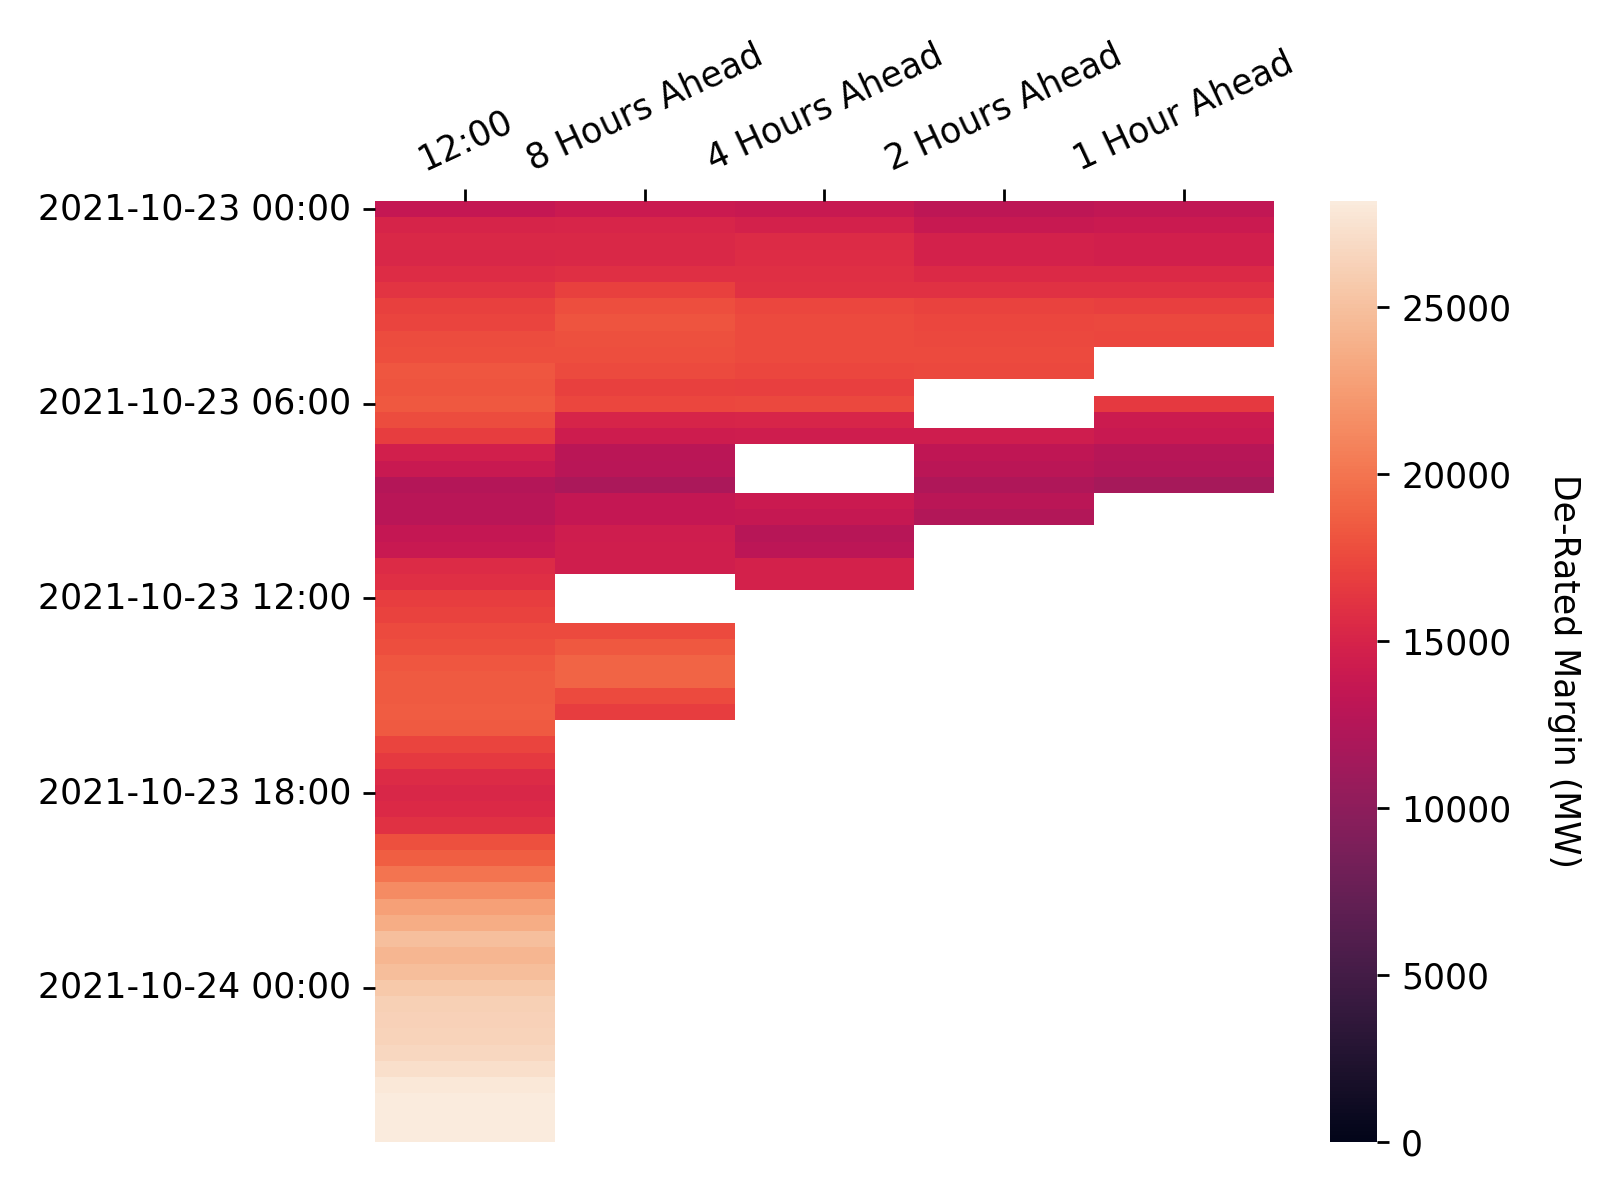 12:00
8 Hours Ahead
4 Hours Ahead
2 Hours Ahead
1 Hour Ahead
2021-10-23 00:00
2021-10-23 06:00
2021-10-23 12:00
2021-10-23 18:00
2021-10-24 00:00
25000
20000
15000
10000
5000
0
De-Rated Margin (MW)